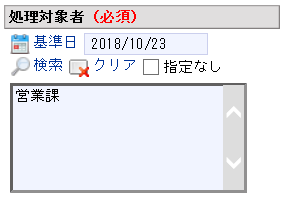 処理対象者（必須）
基準日 2018/10/23
検索 クリア 指定なし
営業課